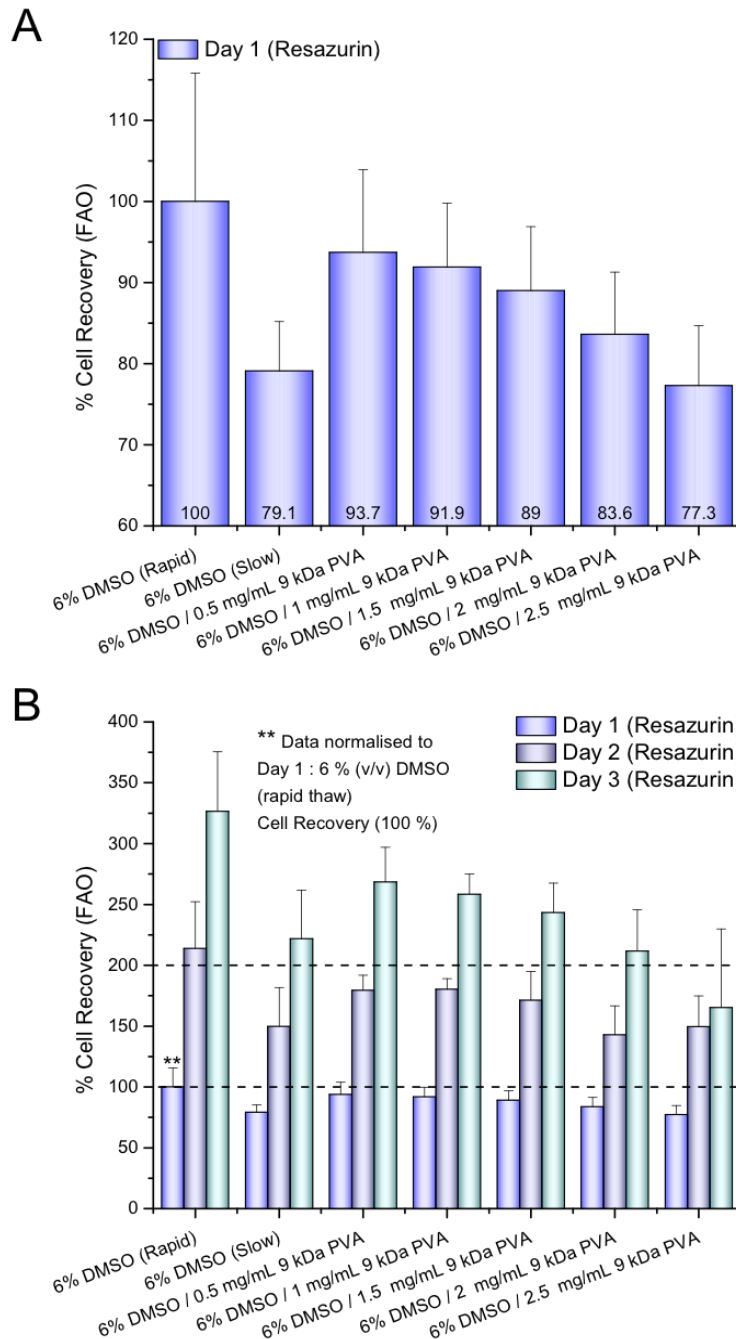 A
Day 1 (Resazurin)
% Cell Recovery (FAO)
120
110
100
90
80
70
60
100
79.1
93.7
91.9
89
83.6
77.3
6% DMSO (Rapid)
6% DMSO (Slow)
6% DMSO / 0.5 mg/mL 9 kDa PVA
6% DMSO / 1 mg/mL 9 kDa PVA
6% DMSO / 1.5 mg/mL 9 kDa PVA
6% DMSO / 2 mg/mL 9 kDa PVA
6% DMSO / 2.5 mg/mL 9 kDa PVA
B
** Data normalised to
Day 1 : 6 % (v/v) DMSO
(rapid thaw)
Cell Recovery (100 %)
Day 1 (Resazurin
Day 2 (Resazurin
Day 3 (Resazurin
% Cell Recovery (FAO)
400
350
300
250
200
150
100
50
0
**
6% DMSO (Rapid)
6% DMSO (Slow)
6% DMSO / 0.5 mg/mL 9 kDa PVA
6% DMSO / 1 mg/mL 9 kDa PVA
6% DMSO / 1.5 mg/mL 9 kDa PVA
6% DMSO / 2 mg/mL 9 kDa PVA
6% DMSO / 2.5 mg/mL 9 kDa PVA